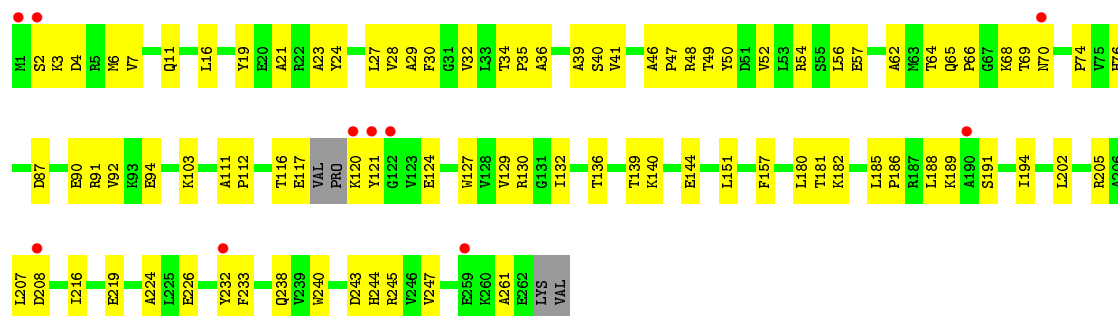 M1 S2 K3 D4 R5 M6 V7 Q11 L16 Y19 E20 A21 R22 A23 Y24 L27 V28 A29 F30 G31 V32 L33 T34 P35 A36 A39 S40 V41 A46 P47 R48 T49 Y50 D51 V52 L53 R54 S55 L56 E57 A62 M63 T64 Q65 P66 G67 K68 T69 N70 P74 V75 H76
D87 E90 R91 V92 K93 E94 K103 A111 P112 T116 E117 VAL PRO K120 Y121 G122 V123 E124 W127 V128 V129 R130 G131 I132 T136 T139 K140 E144 L151 F157 L180 T181 K182 L185 P186 R187 L188 K189 A190 S191 I194 L202 R205 A206
L207 D208 I216 E219 A224 L225 E226 Y232 F233 Q238 V239 W240 D243 H244 R245 V246 V247 E259 K260 A261 E262 LYS VAL